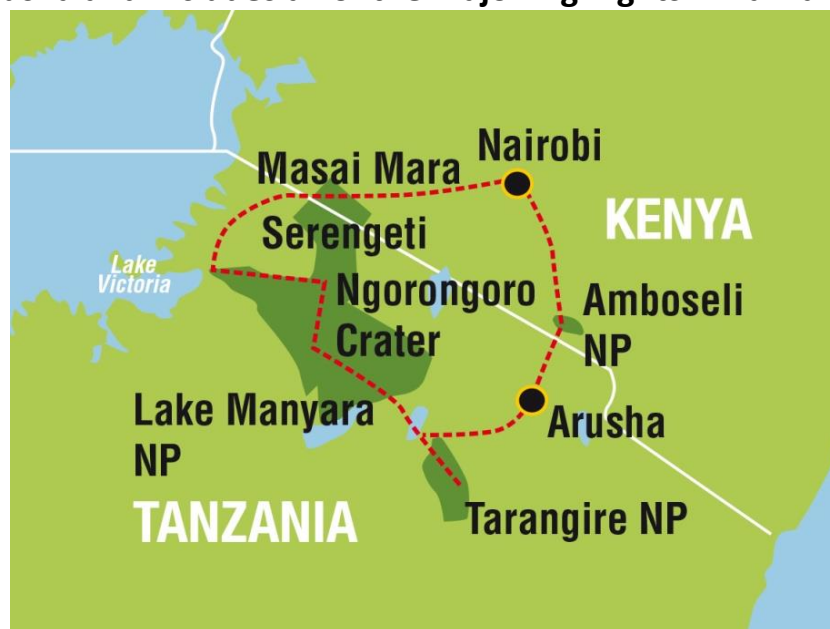 Nairobi
Masai Mara
KENYA
Serengeti
Lake
Victoria
Ngorongoro
Crater
Amboseli
NP
Lake Manyara
NP
Arusha
TANZANIA
Tarangire NP